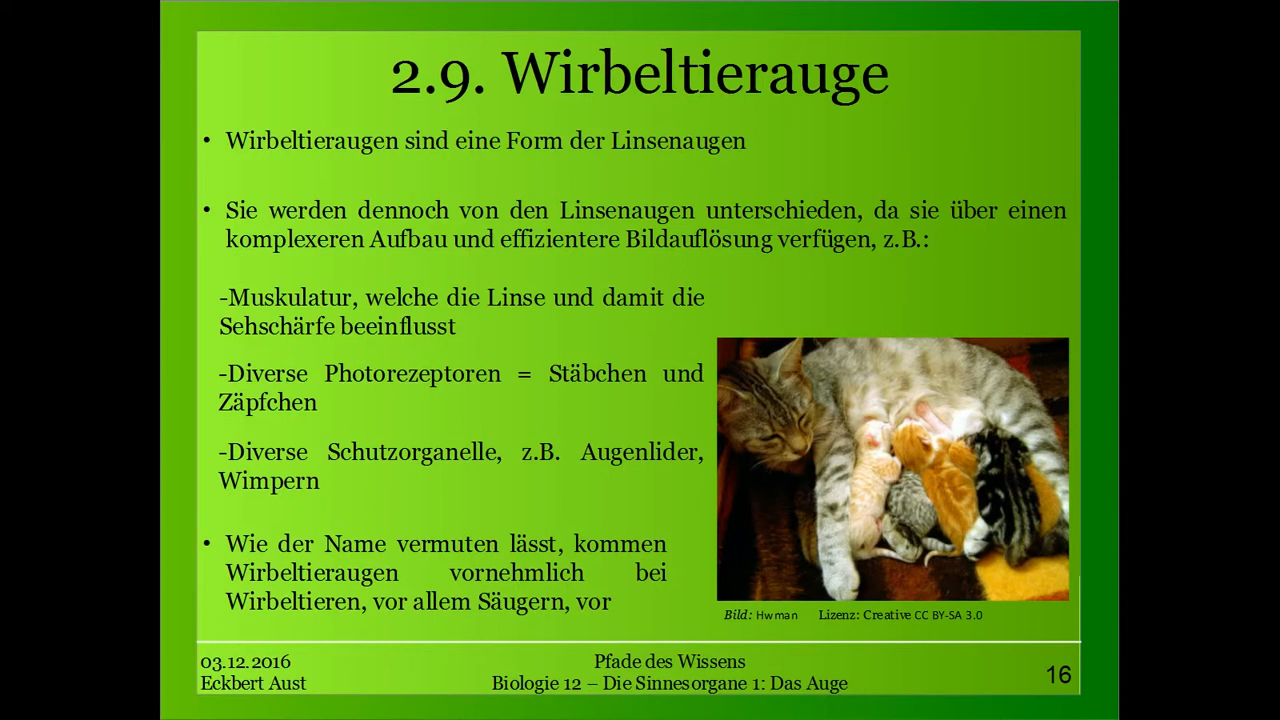 2.9. Wirbeltierauge
• Wirbeltieraugen sind eine Form der Linsenaugen
• Sie werden dennoch von den Linsenaugen unterschieden, da sie über einen
komplexeren Aufbau und effizientere Bildauflösung verfügen, z.B.:
-Muskulatur, welche die Linse und damit die
Sehschärfe beeinflusst
-Diverse Photorezeptoren = Stäbchen und
Zäpfchen
-Diverse Schutzorganelle, z.B. Augenlider,
Wimpern
• Wie der Name vermuten lässt, kommen
Wirbeltieraugen vornehmlich bei
Wirbeltieren, vor allem Säugern, vor
Bild: Hwman Lizenz: Creative CC BY-SA 3.0
03.12.2016
Eckbert Aust
Pfade des Wissens
Biologie 12 – Die Sinnesorgane 1: Das Auge
16